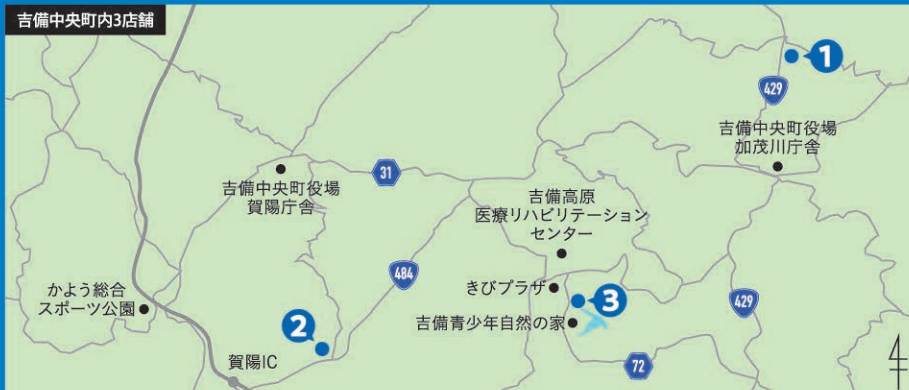 吉備中央町内3店舗
1
429
吉備中央町役場
加茂川庁舎
31
吉備中央町役場
賀陽庁舎
吉備高原
医療リハビリテーション
センター
484
きびプラザ
429
かよう総合
スポーツ公園
3
2
吉備青少年自然の家
賀陽IC
72